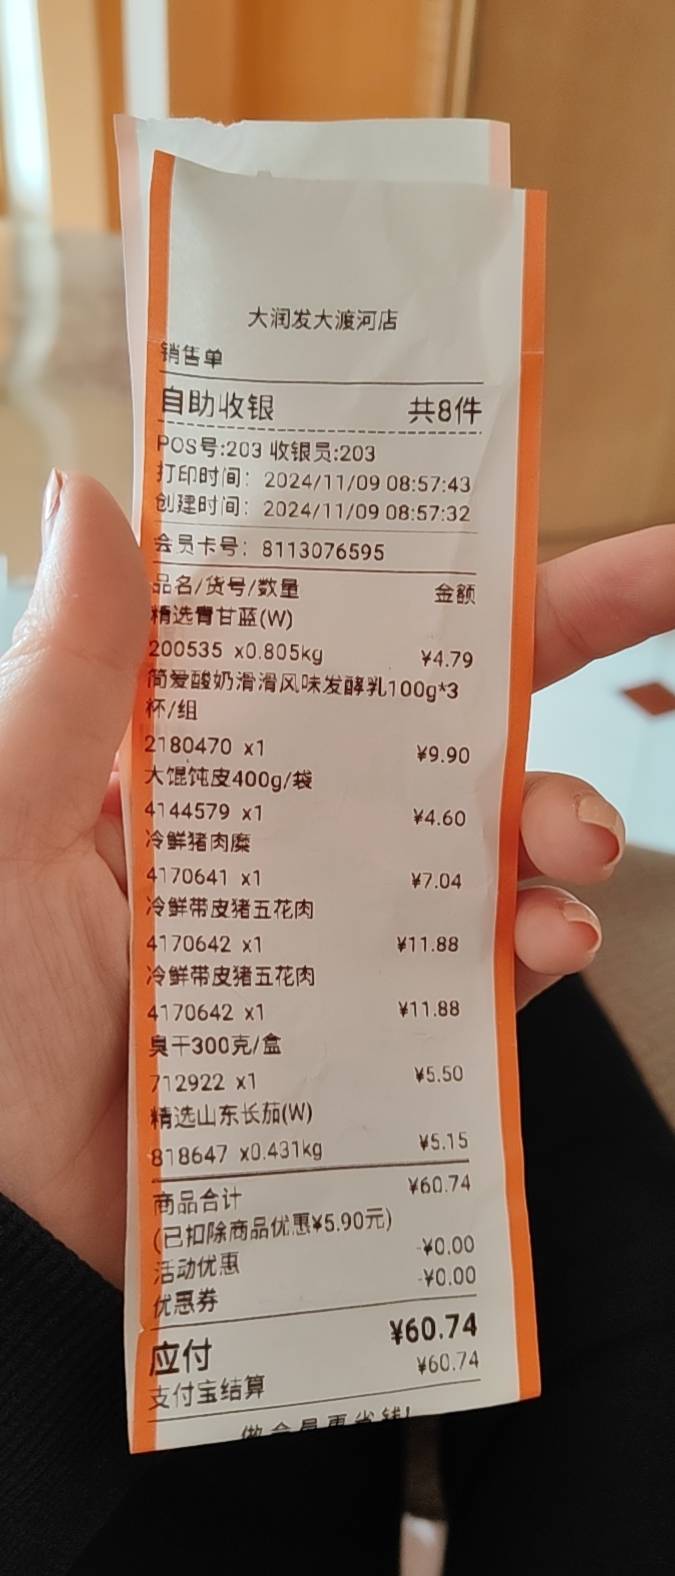 大润发大渡河店
销售单
自助收银 共8件
POS号:203 收银员:203
打印时间: 2024/11/09 08:57:43
创建时间: 2024/11/09 08:57:32
会员卡号: 8113076595
品名/货号/数量 金额
精选青甘蓝(W)
200535 x0.805kg ¥4.79
简爱酸奶滑滑风味发酵乳100g*3
杯/组
2180470 x1 ¥9.90
大馄饨皮400g/袋
4144579 x1 ¥4.60
冷鲜猪肉糜
4170641 x1 ¥7.04
冷鲜带皮猪五花肉
4170642 x1 ¥11.88
冷鲜带皮猪五花肉
4170642 x1 ¥11.88
臭干300克/盒
712922 x1 ¥5.50
精选山东长茄(W)
818647 x0.431kg ¥5.15
商品合计 ¥60.74
(已扣除商品优惠¥5.90元)
活动优惠 -¥0.00
优惠券 -¥0.00
应付 ¥60.74
支付宝结算 ¥60.74
做会员更省钱!